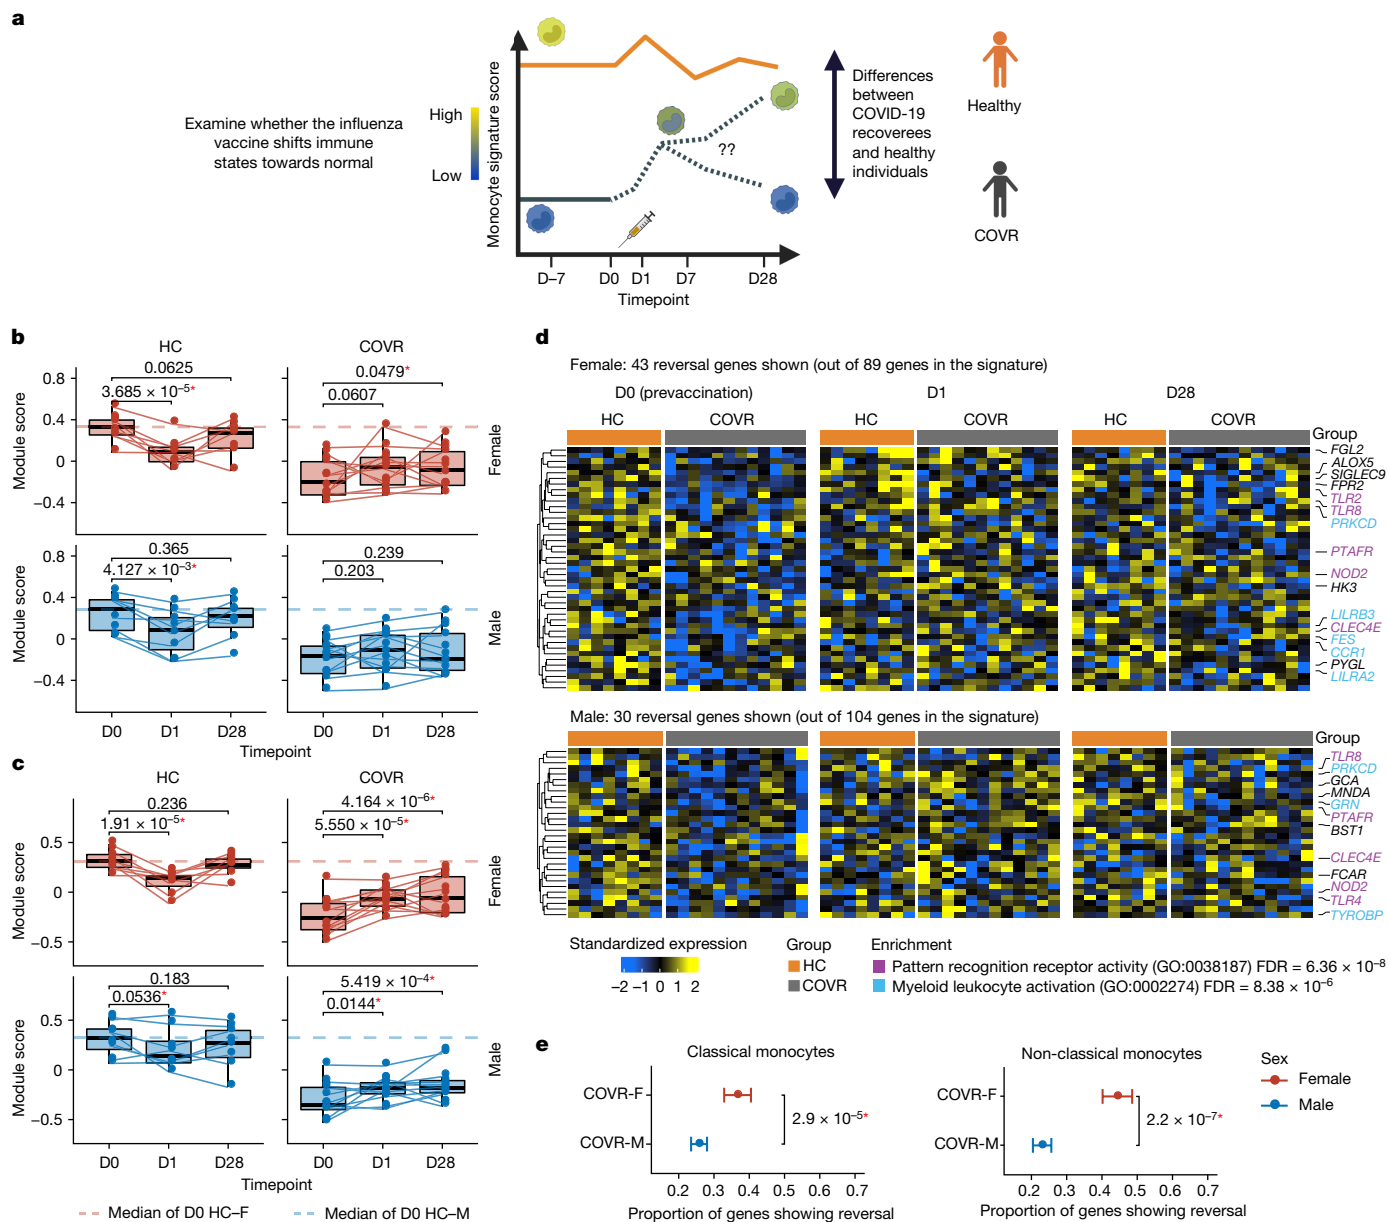 a
Examine whether the influenza
vaccine shifts immune
states towards normal
High
Low
Monocyte signature score
??
D–7
D0
D1
D7
D28
Timepoint
Differences
between
COVID-19
recoverees
and healthy
individuals
Healthy
COVR
b
HC
COVR
Module score
0.8
0.4
0
−0.4
0.0625
3.685 × 10–5*
0.0479*
0.0607
Female
Module score
0.8
0.4
0
−0.4
0.365
4.127 × 10–3*
0.239
0.203
Male
D0
D1
D28
D0
D1
D28
Timepoint
c
HC
COVR
Module score
0.5
0
−0.5
0.236
1.91 × 10–5*
4.164 × 10–6*
5.550 × 10–5*
Female
Module score
0.5
0
−0.5
0.183
0.0536*
5.419 × 10–4*
0.0144*
Male
D0
D1
D28
D0
D1
D28
Timepoint
Median of D0 HC–F
Median of D0 HC–M
d
Female: 43 reversal genes shown (out of 89 genes in the signature)
D0 (prevaccination)
D1
D28
HC
COVR
HC
COVR
HC
COVR
Group
FGL2
ALOX5
SIGLEC9
FPR2
TLR2
TLR8
PRKCD
PTAFR
NOD2
HK3
LILRB3
CLEC4E
FES
CCR1
PYGL
LILRA2
Male: 30 reversal genes shown (out of 104 genes in the signature)
Group
TLR8
PRKCD
GCA
MNDA
GRN
PTAFR
BST1
CLEC4E
FCAR
NOD2
TLR4
TYROBP
Standardized expression
−2 −1 0 1 2
Group
HC
COVR
Enrichment
Pattern recognition receptor activity (GO:0038187) FDR = 6.36 × 10–8
Myeloid leukocyte activation (GO:0002274) FDR = 8.38 × 10–6
e
Classical monocytes
COVR-F
COVR-M
2.9 × 10–5*
0.2 0.3 0.4 0.5 0.6 0.7
Proportion of genes showing reversal
Non-classical monocytes
COVR-F
COVR-M
2.2 × 10–7*
0.2 0.3 0.4 0.5 0.6 0.7
Proportion of genes showing reversal
Sex
Female
Male